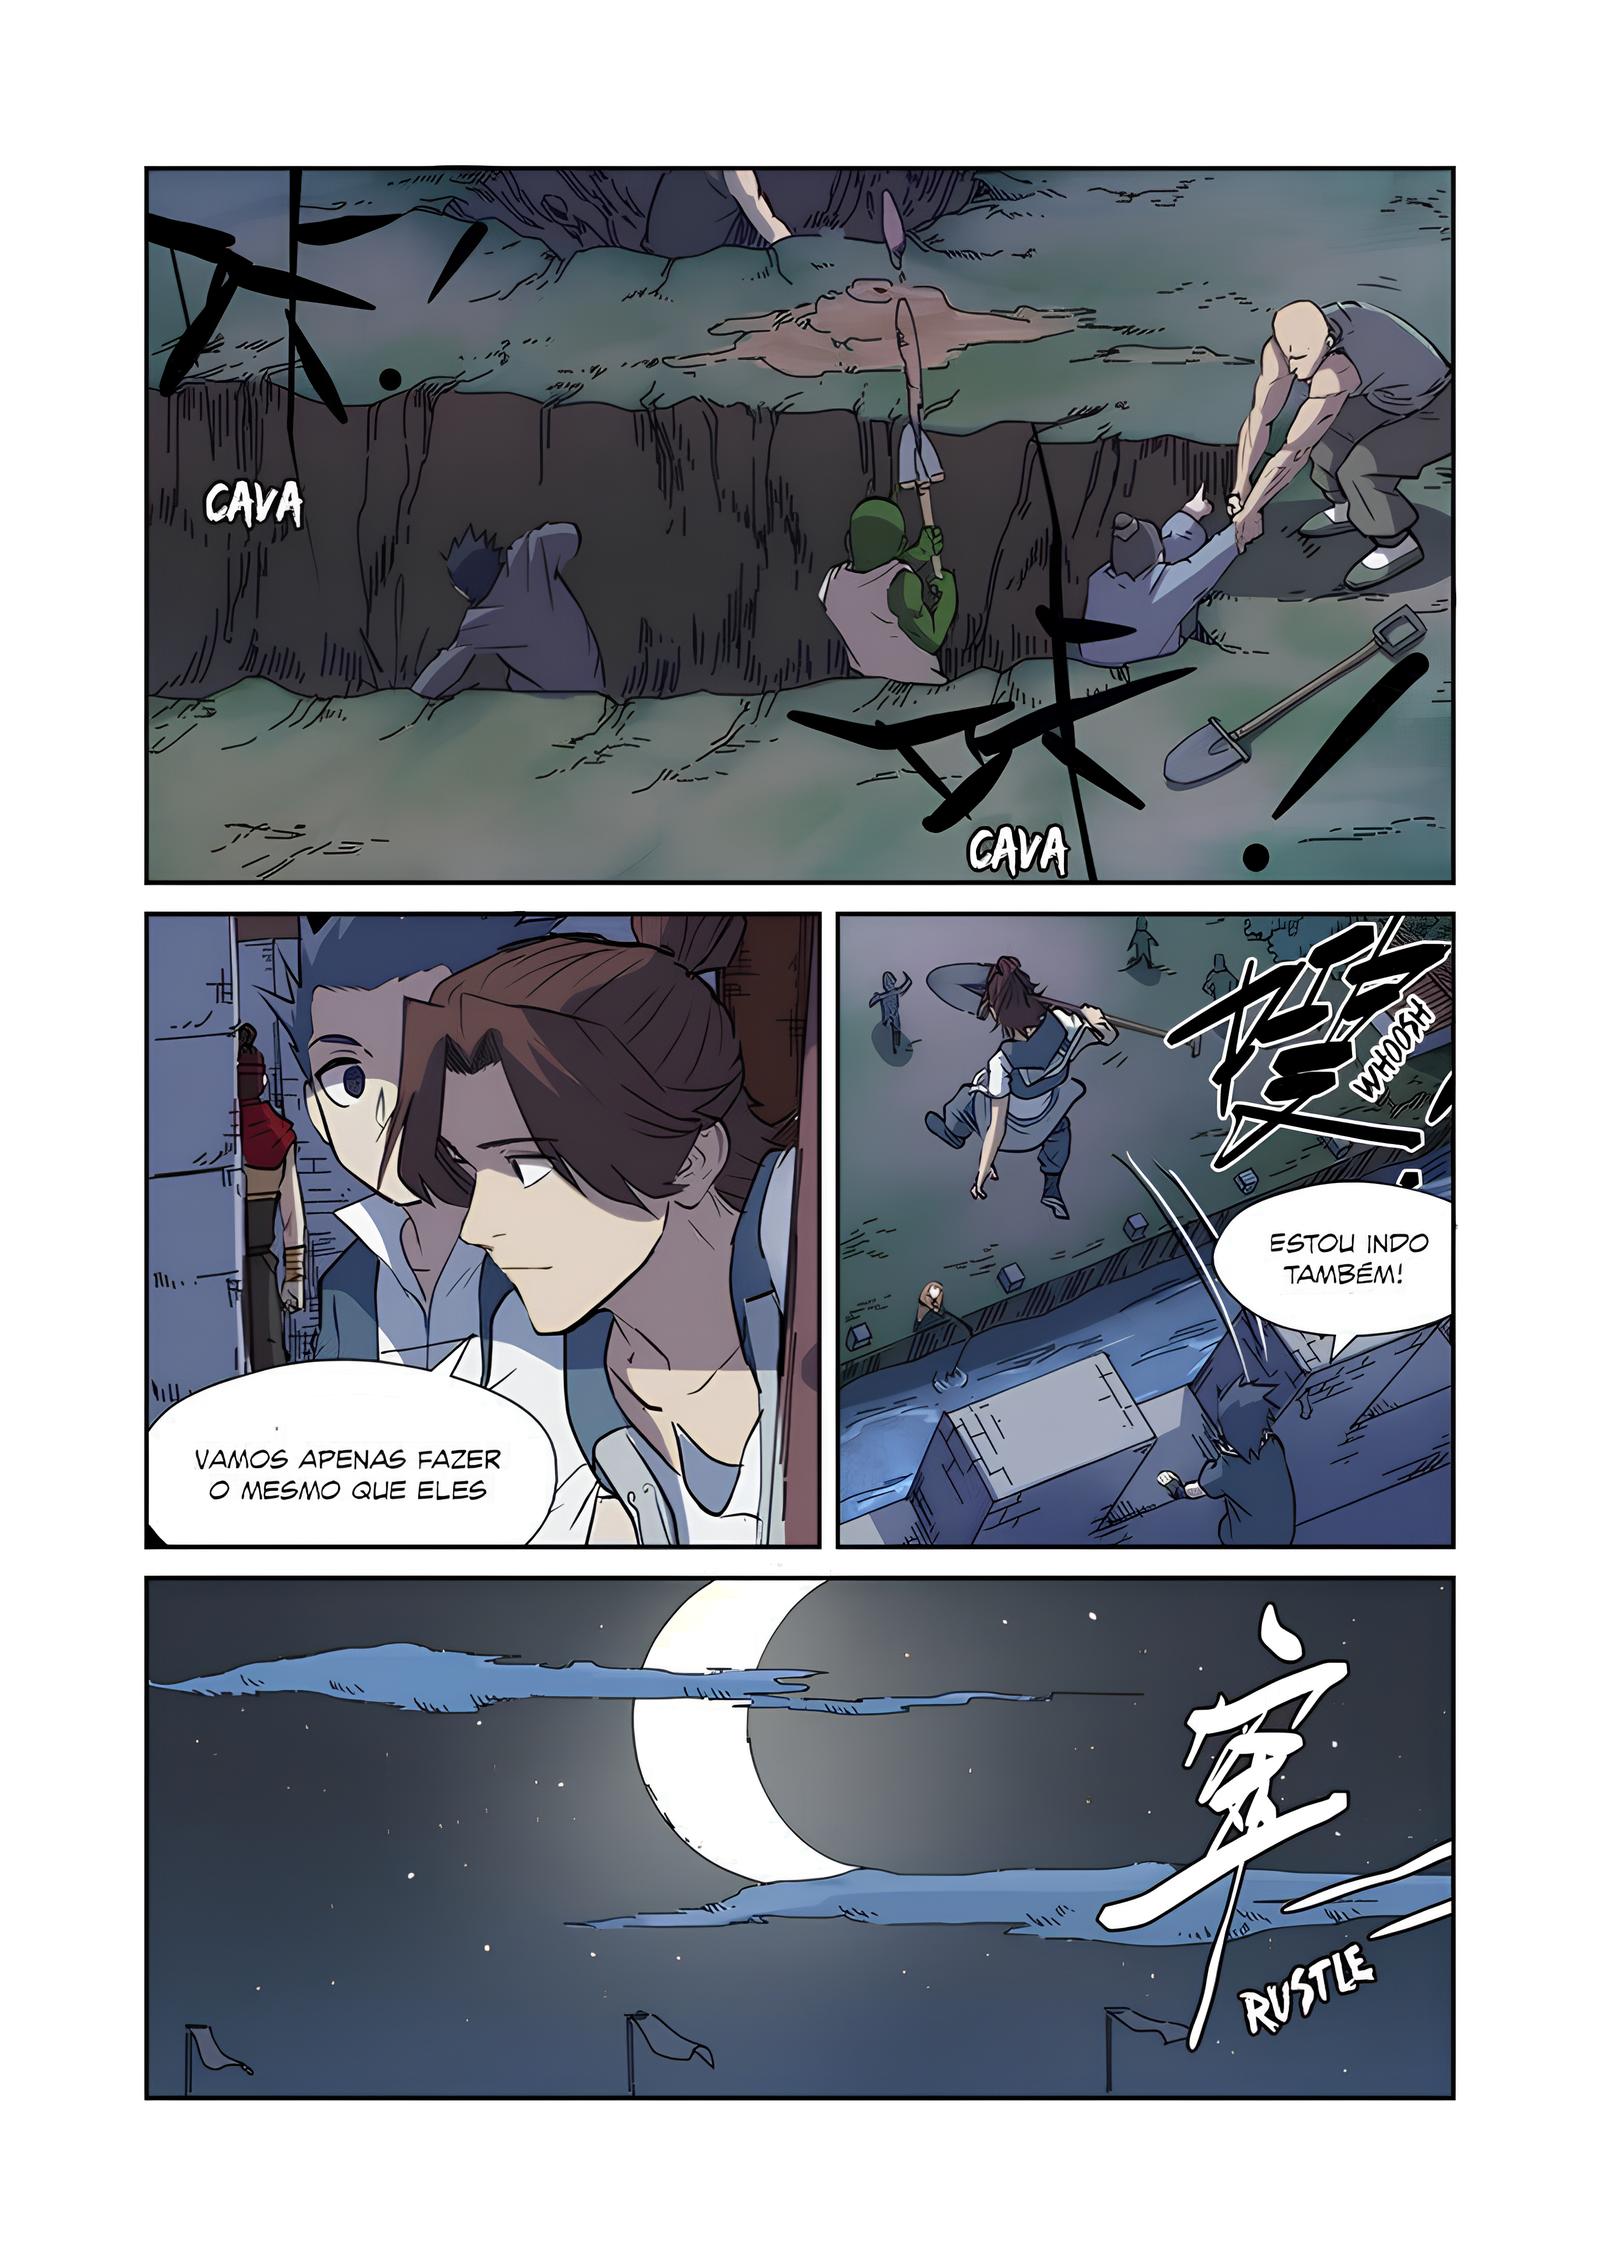 CAVA
CAVA
VAMOS APENAS FAZER
O MESMO QUE ELES
WHOOSH
ESTOU INDO
TAMBÉM!
RUSTLE